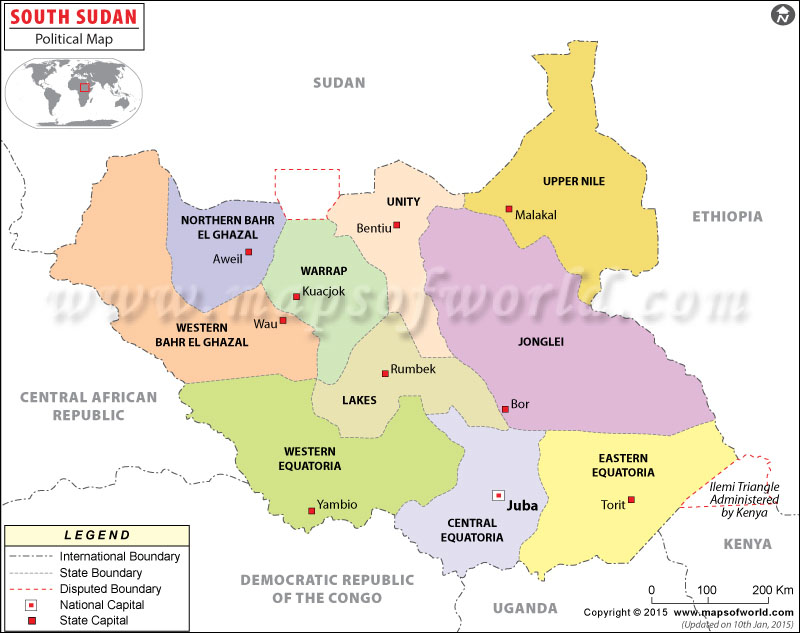 SOUTH SUDAN
Political Map
N
SUDAN
UPPER NILE
Malakal
ETHIOPIA
UNITY
Bentiu
NORTHERN BAHR
EL GHAZAL
Aweil
WARRAP
Kuacjok
www.mapsofworld.com
WESTERN
BAHR EL GHAZAL
Wau
JONGLEI
Rumbek
LAKES
Bor
CENTRAL AFRICAN
REPUBLIC
WESTERN
EQUATORIA
Yambio
EASTERN
EQUATORIA
Torit
Juba
CENTRAL
EQUATORIA
Ilemi Triangle
Administered
by Kenya
KENYA
DEMOCRATIC REPUBLIC
OF THE CONGO
UGANDA
LEGEND
International Boundary
State Boundary
Disputed Boundary
National Capital
State Capital
0 100 200 Km
Copyright © 2015 www.mapsofworld.com
(Updated on 10th Jan, 2015)